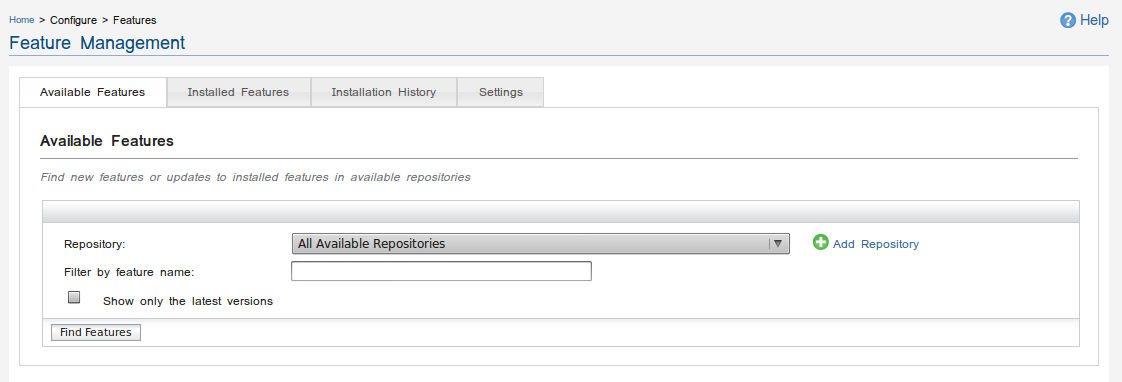 Home > Configure > Features
Help
Feature Management
Available Features
Installed Features
Installation History
Settings
Available Features
Find new features or updates to installed features in available repositories
Repository:
All Available Repositories
Add Repository
Filter by feature name:
Show only the latest versions
Find Features